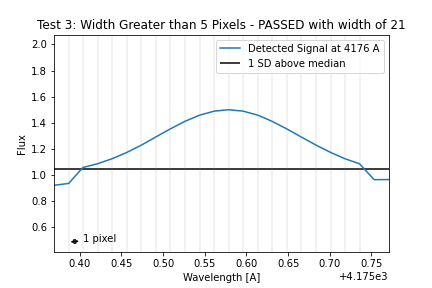 Test 3: Width Greater than 5 Pixels - PASSED with width of 21
2.0
1.8
1.6
1.4
1.2
1.0
0.8
0.6
Flux
Detected Signal at 4176 A
1 SD above median
1 pixel
0.40 0.45 0.50 0.55 0.60 0.65 0.70 0.75
Wavelength [A]
+4.175e3